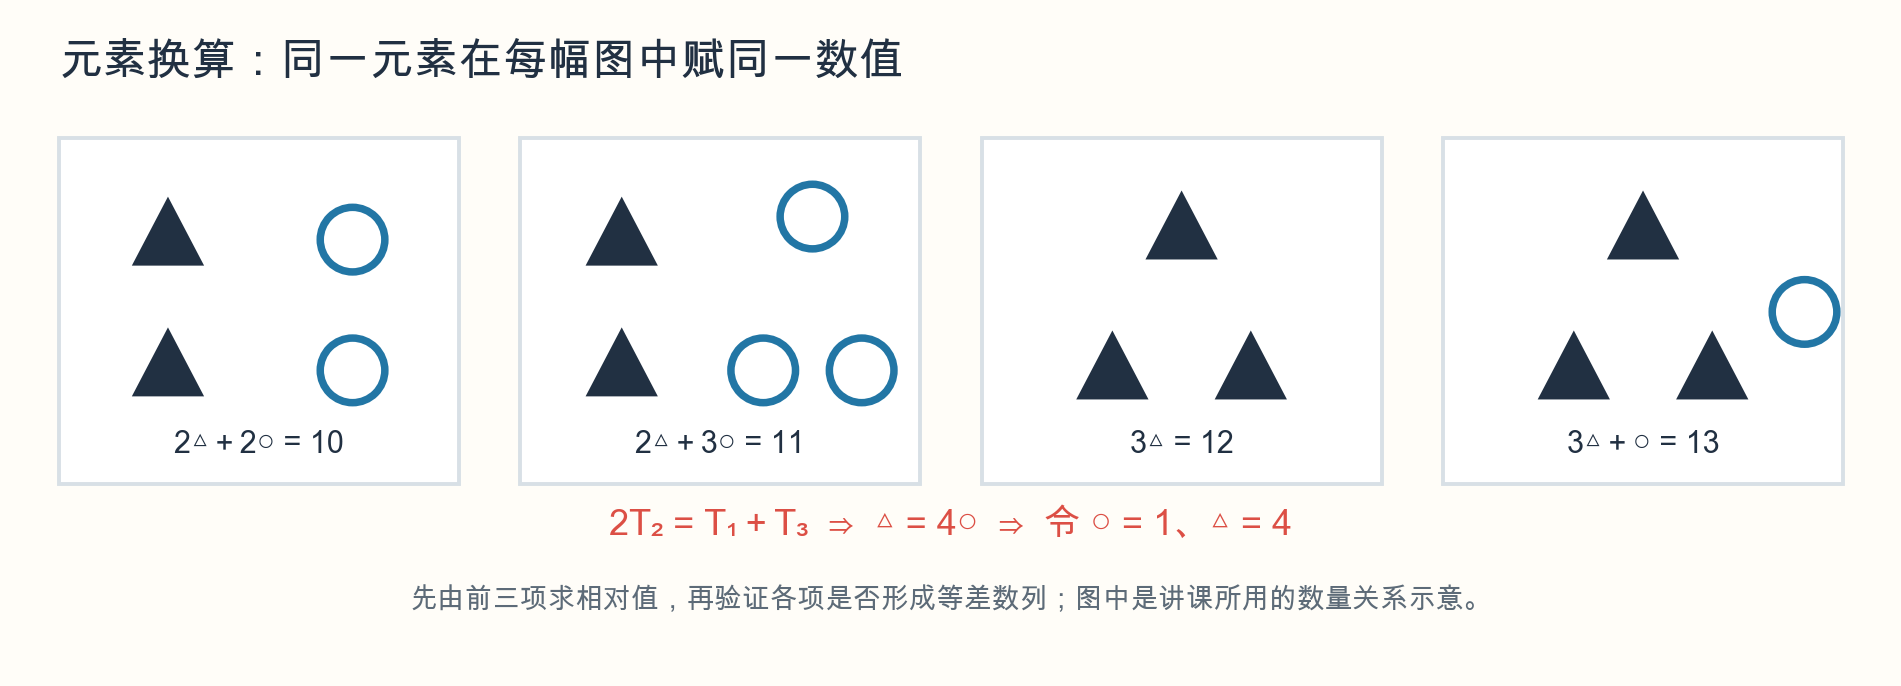 元素换算：同一元素在每幅图中赋同一数值
2△ + 2○ = 10
2△ + 3○ = 11
3△ = 12
3△ + ○ = 13
2T₂ = T₁ + T₃ ⇒ △ = 4○ ⇒ 令 ○ = 1、△ = 4
先由前三项求相对值，再验证各项是否形成等差数列；图中是讲课所用的数量关系示意。